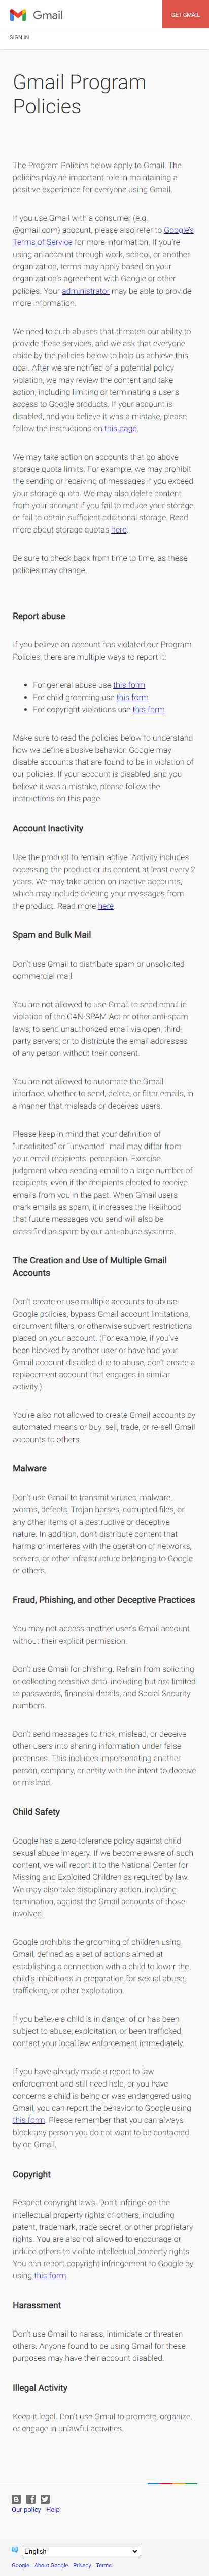 Gmail
GET GMAIL
SIGN IN
Gmail Program
Policies
The Program Policies below apply to Gmail. The
policies play an important role in maintaining a
positive experience for everyone using Gmail.
If you use Gmail with a consumer (e.g.,
@gmail.com) account, please also refer to Google's
Terms of Service for more information. If you're
using an account through work, school, or another
organization, terms may apply based on your
organization's agreement with Google or other
policies. Your administrator may be able to provide
more information.
We need to curb abuses that threaten our ability to
provide these services, and we ask that everyone
abide by the policies below to help us achieve this
goal. After we are notified of a potential policy
violation, we may review the content and take
action, including limiting or terminating a user's
access to Google products. If your account is
disabled, and you believe it was a mistake, please
follow the instructions on this page.
We may take action on accounts that go above
storage quota limits. For example, we may prohibit
the sending or receiving of messages if you exceed
your storage quota. We may also delete content
from your account if you fail to reduce your storage
or fail to obtain sufficient additional storage. Read
more about storage quotas here.
Be sure to check back from time to time, as these
policies may change.
Report abuse
If you believe an account has violated our Program
Policies, there are multiple ways to report it:
• For general abuse use this form
• For child grooming use this form
• For copyright violations use this form.
Make sure to read the policies below to understand
how we define abusive behavior. Google may
disable accounts that are found to be in violation of
our policies. If your account is disabled, and you
believe it was a mistake, please follow the
instructions on this page.
Account Inactivity
Use the product to remain active. Activity includes
accessing the product or its content at least every 2
years. We may take action on inactive accounts,
which may include deleting your messages from
the product. Read more here.
Spam and Bulk Mail
Don't use Gmail to distribute spam or unsolicited
commercial mail.
You are not allowed to use Gmail to send email in
violation of the CAN-SPAM Act or other anti-spam
laws; to send unauthorized email via open, third-
party servers; or to distribute the email addresses
of any person without their consent.
You are not allowed to automate the Gmail
interface, whether to send, delete, or filter emails, in
a manner that misleads or deceives users.
Please keep in mind that your definition of
"unsolicited" or "unwanted" mail may differ from
your email recipients' perception. Exercise
judgment when sending email to a large number of
recipients, even if the recipients elected to receive
emails from you in the past. When Gmail users
mark emails as spam, it increases the likelihood
that future messages you send will also be
classified as spam by our anti-abuse systems.
The Creation and Use of Multiple Gmail
Accounts
Don't create or use multiple accounts to abuse
Google policies, bypass Gmail account limitations,
circumvent filters, or otherwise subvert restrictions
placed on your account. (For example, if you've
been blocked by another user or have had your
Gmail account disabled due to abuse, don't create a
replacement account that engages in similar
activity.)
You're also not allowed to create Gmail accounts by
automated means or buy, sell, trade, or re-sell Gmail
accounts to others.
Malware
Don't use Gmail to transmit viruses, malware,
worms, defects, Trojan horses, corrupted files, or
any other items of a destructive or deceptive
nature. In addition, don't distribute content that
harms or interferes with the operation of networks,
servers, or other infrastructure belonging to Google
or others.
Fraud, Phishing, and other Deceptive Practices
You may not access another user's Gmail account
without their explicit permission.
Don't use Gmail for phishing. Refrain from soliciting
or collecting sensitive data, including but not limited
to passwords, financial details, and Social Security
numbers.
Don't send messages to trick, mislead, or deceive
other users into sharing information under false
pretenses. This includes impersonating another
person, company, or entity with the intent to deceive
or mislead.
Child Safety
Google has a zero-tolerance policy against child
sexual abuse imagery. If we become aware of such
content, we will report it to the National Center for
Missing and Exploited Children as required by law.
We may also take disciplinary action, including
termination, against the Gmail accounts of those
involved.
Google prohibits the grooming of children using
Gmail, defined as a set of actions aimed at
establishing a connection with a child to lower the
child's inhibitions in preparation for sexual abuse,
trafficking, or other exploitation.
If you believe a child is in danger of or has been
subject to abuse, exploitation, or been trafficked,
contact your local law enforcement immediately.
If you have already made a report to law
enforcement and still need help, or you have
concerns a child is being or was endangered using
Gmail, you can report the behavior to Google using
this form. Please remember that you can always
block any person you do not want to be contacted
by on Gmail.
Copyright
Respect copyright laws. Don't infringe on the
intellectual property rights of others, including
patent, trademark, trade secret, or other proprietary
rights. You are also not allowed to encourage or
induce others to violate intellectual property rights.
You can report copyright infringement to Google by
using this form.
Harassment
Don't use Gmail to harass, intimidate or threaten
others. Anyone found to be using Gmail for these
purposes may have their account disabled.
Illegal Activity
Keep it legal. Don't use Gmail to promote, organize,
or engage in unlawful activities.
Our policy Help
English
Google About Google Privacy Terms